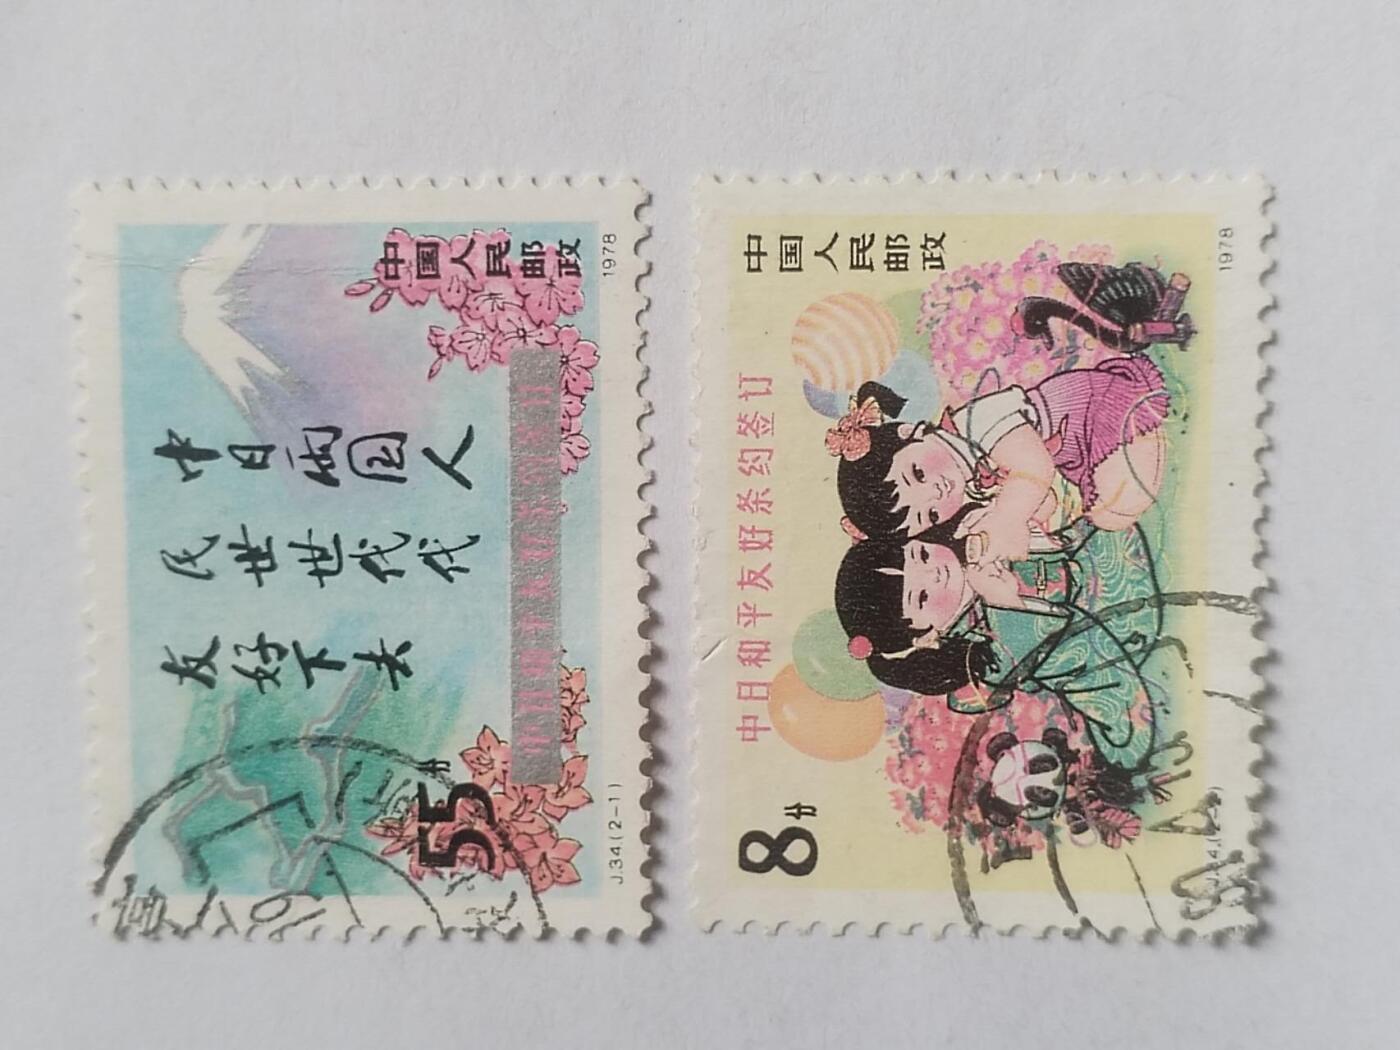 中国人民邮政
1978
中日两国人
民世世代代
友好下去
中日和平友好条约签订
55分
J.34.(2-1)
中国人民邮政
1978
中日和平友好条约签订
8分